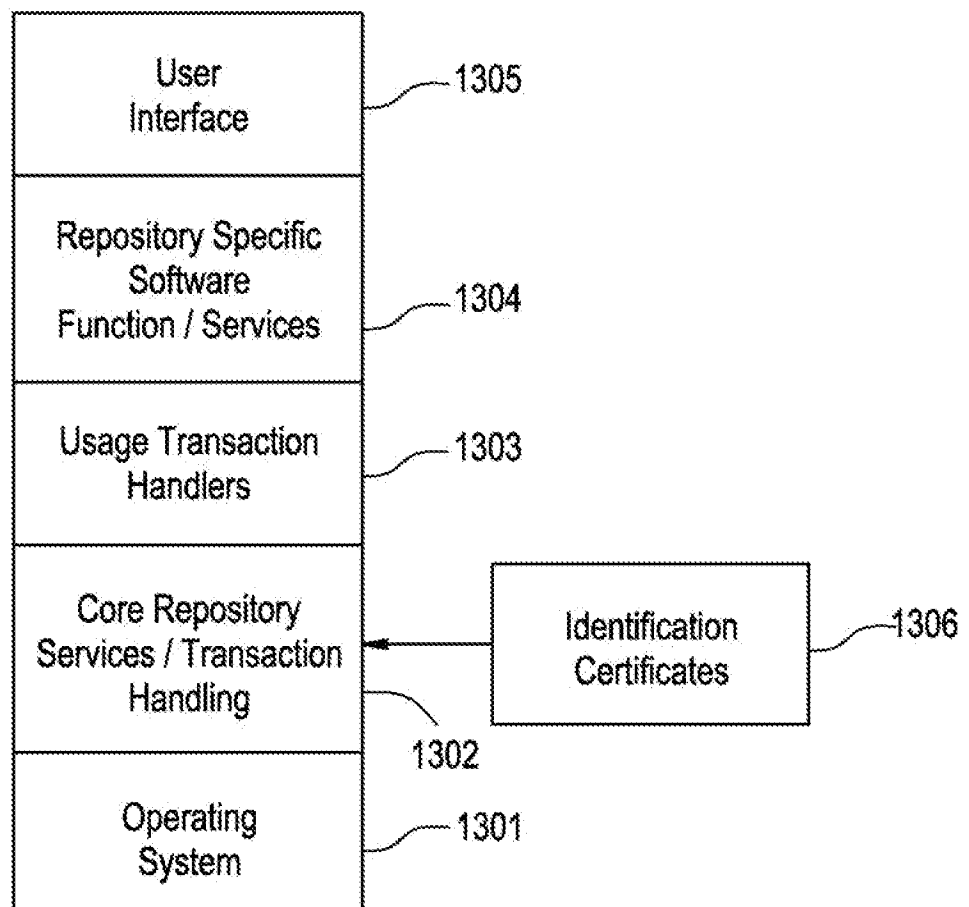 User
Interface
1305
Repository Specific
Software
Function / Services
1304
Usage Transaction
Handlers
1303
Core Repository
Services / Transaction
Handling
1302
Identification
Certificates
1306
Operating
System
1301